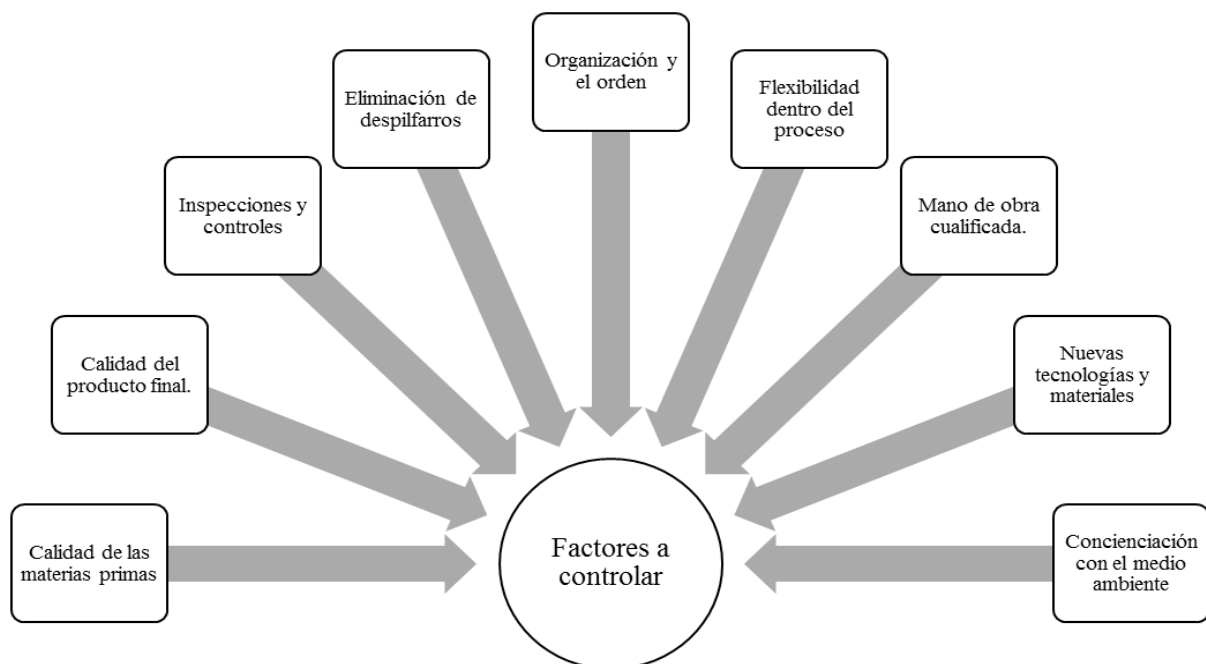 Calidad de las
materias primas
Calidad del
producto final.
Inspecciones y
controles
Eliminación de
despilfarros
Organización y
el orden
Flexibilidad
dentro del
proceso
Mano de obra
cualificada.
Nuevas
tecnologías y
materiales
Concienciación
con el medio
ambiente
Factores a
controlar